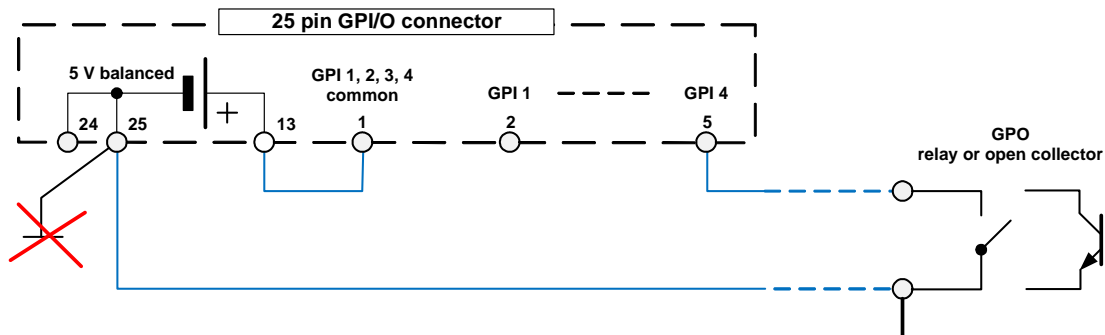 25 pin GPI/O connector
5 V balanced
GPI 1, 2, 3, 4
common
GPI 1
GPI 4
24
25
+
13
1
2
5
GPO
relay or open collector